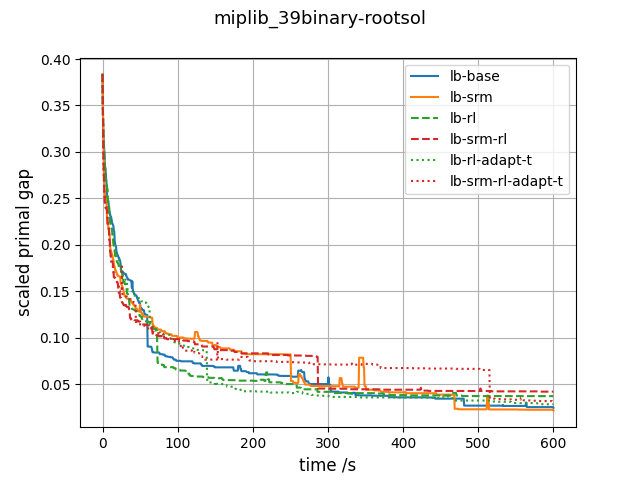 miplib_39binary-rootsol
scaled primal gap
0.40
0.35
0.30
0.25
0.20
0.15
0.10
0.05
lb-base
lb-srm
lb-rl
lb-srm-rl
lb-rl-adapt-t
lb-srm-rl-adapt-t
0 100 200 300 400 500 600
time /s